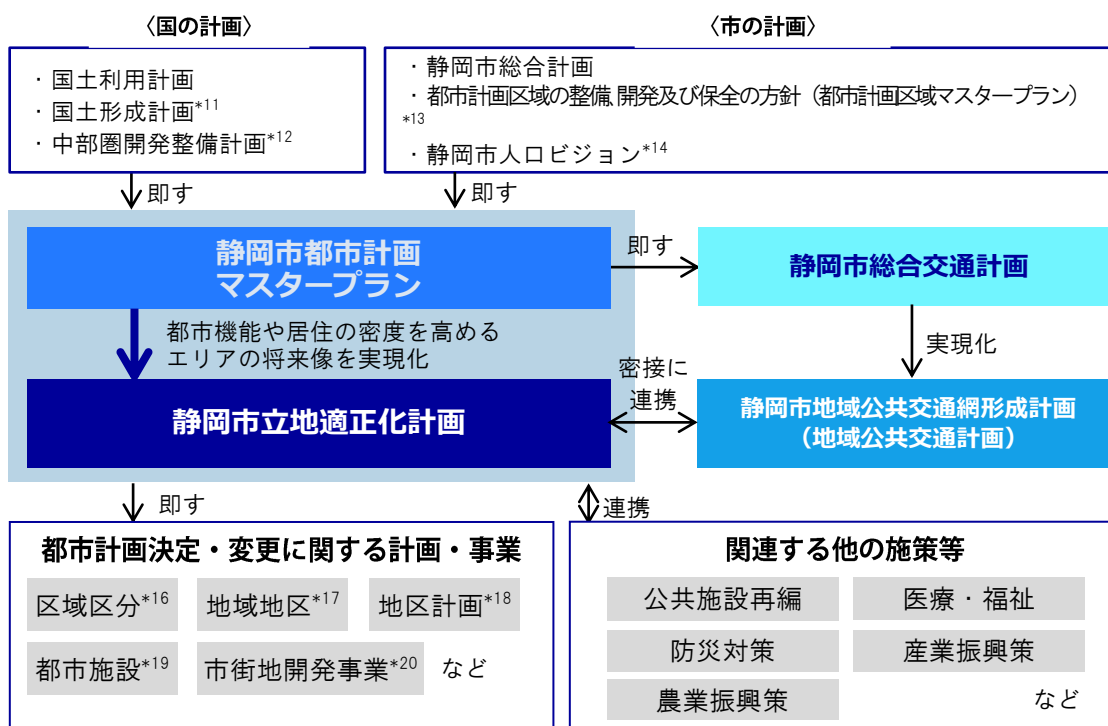 〈国の計画〉
・国土利用計画
・国土形成計画*11
・中部圏開発整備計画*12
〈市の計画〉
・静岡市総合計画
・都市計画区域の整備、開発及び保全の方針（都市計画区域マスタープラン）
*13
・静岡市人口ビジョン*14
即す
即す
静岡市都市計画
マスタープラン
即す
静岡市総合交通計画
都市機能や居住の密度を高める
エリアの将来像を実現化
実現化
静岡市立地適正化計画
密接に
連携
静岡市地域公共交通網形成計画
（地域公共交通計画）
即す
連携
都市計画決定・変更に関する計画・事業
区域区分*16
地域地区*17
地区計画*18
都市施設*19
市街地開発事業*20
など
関連する他の施策等
公共施設再編
医療・福祉
防災対策
産業振興策
農業振興策
など